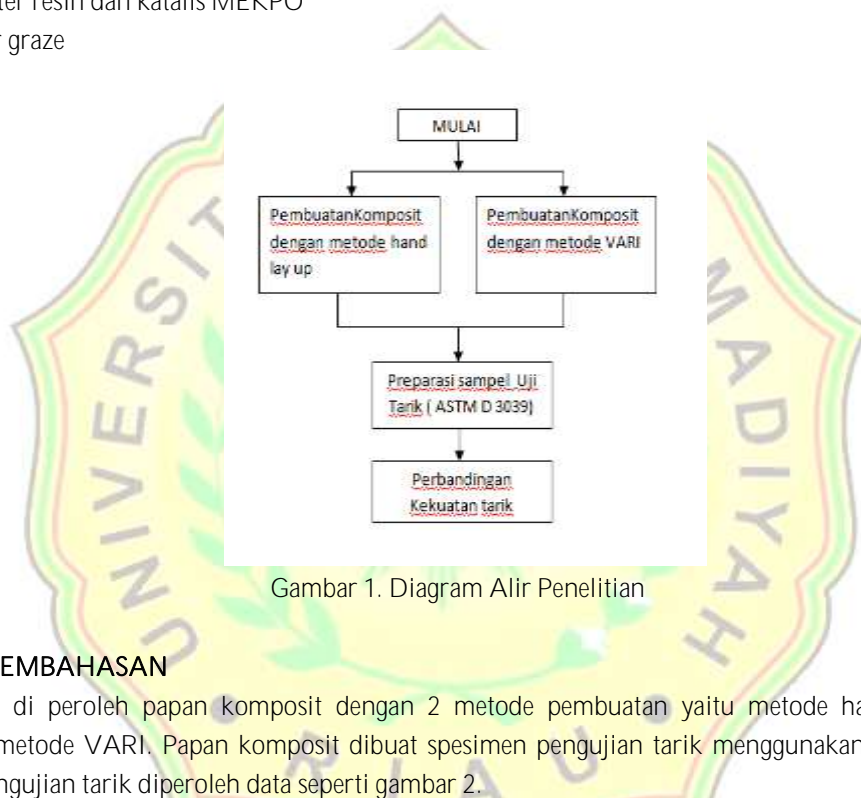 ter resin dan katalis MEKPO
r graze
MULAI
PembuatanKomposit
dengan metode hand
lay up
PembuatanKomposit
dengan metode VARI
Preparasi sampel Uji
Tarik ( ASTM D 3039)
Perbandingan
Kekuatan tarik
Gambar 1. Diagram Alir Penelitian
EMBAHASAN
di peroleh papan komposit dengan 2 metode pembuatan yaitu metode ha
metode VARI. Papan komposit dibuat spesimen pengujian tarik menggunakan
ngujian tarik diperoleh data seperti gambar 2.
UNIVERSIT
MADIYAH
RIAU